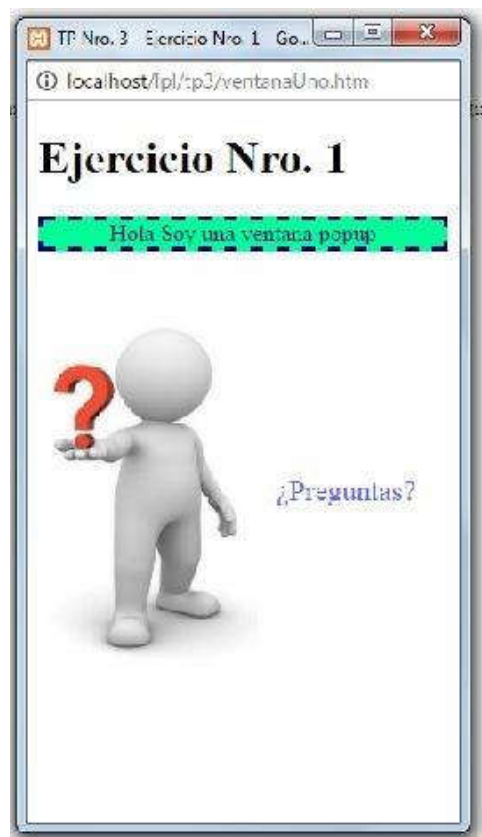 TP Nro. 3 Ejercicio Nro. 1 Go...
localhost/lpl/tp3/ventanaUno.htm
Ejercicio Nro. 1
Hola Soy una ventana popup
?
¿Preguntas?